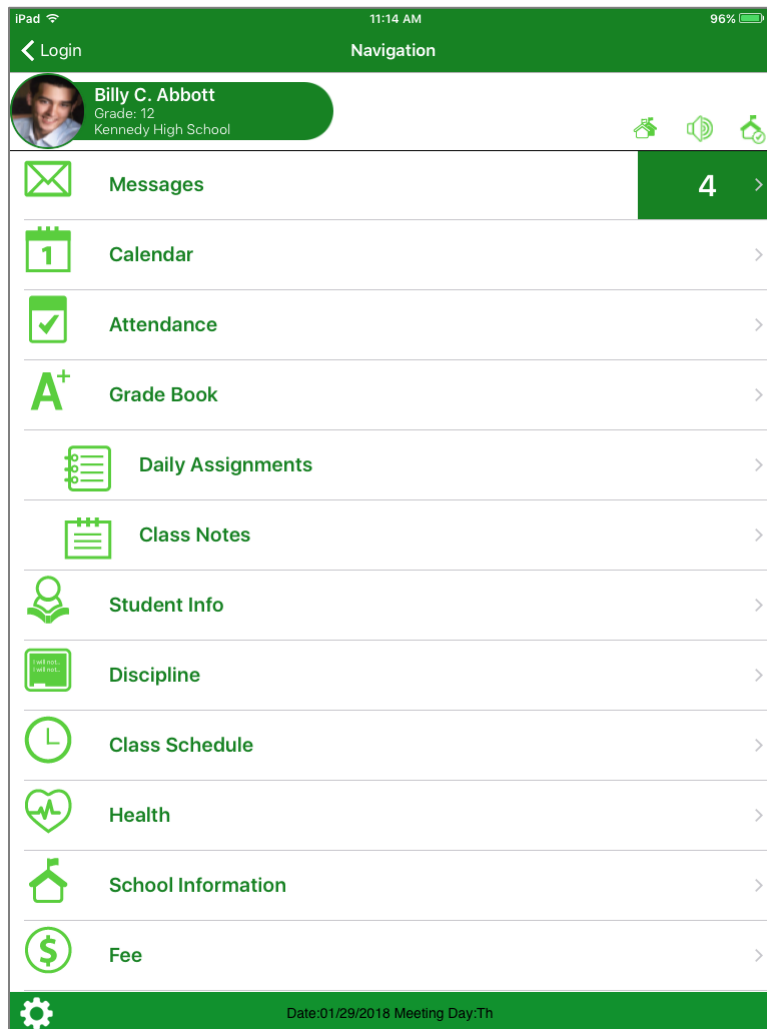 iPad 11:14 AM 96%
Login Navigation
Billy C. Abbott
Grade: 12
Kennedy High School
Messages 4
1 Calendar
Attendance
A+ Grade Book
Daily Assignments
Class Notes
Student Info
I will not..
I will not..
Discipline
Class Schedule
Health
School Information
$ Fee
Date:01/29/2018 Meeting Day:Th